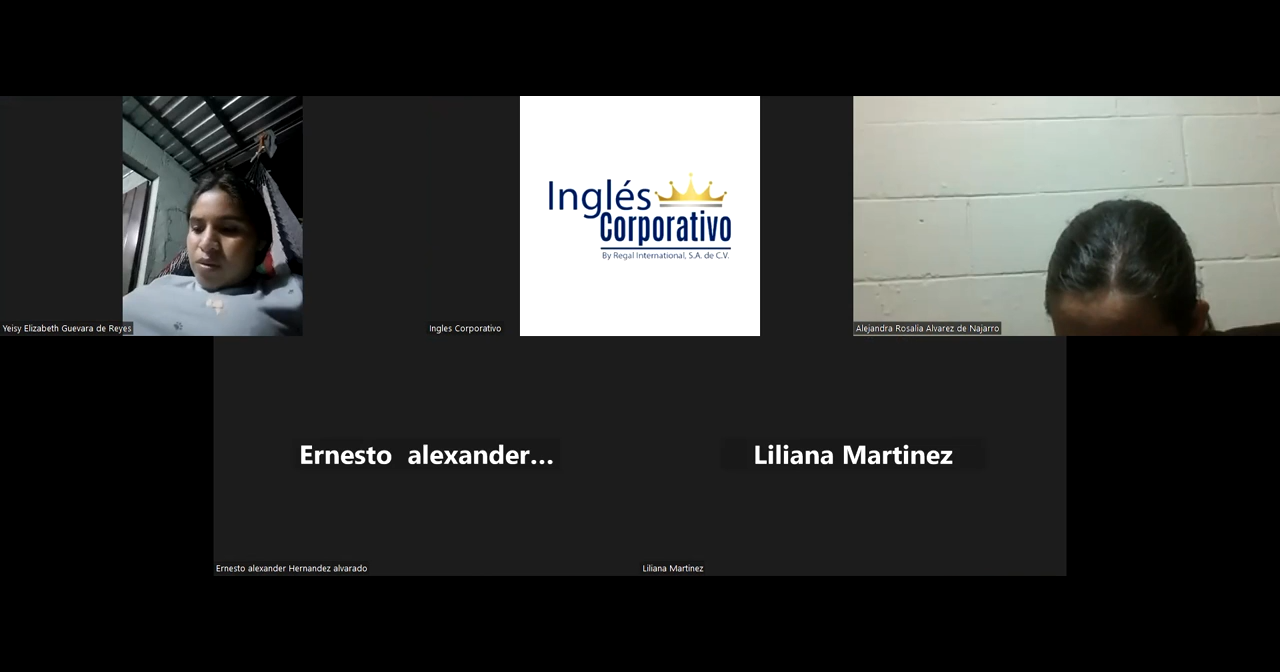 Inglés
Corporativo
By Regal International, S.A. de C.V.
Yeisy Elizabeth Guevara de Reyes
Ingles Corporativo
Alejandra Rosalia Alvarez de Najarro
Ernesto alexander...
Liliana Martinez
Ernesto alexander Hernandez alvarado
Liliana Martinez